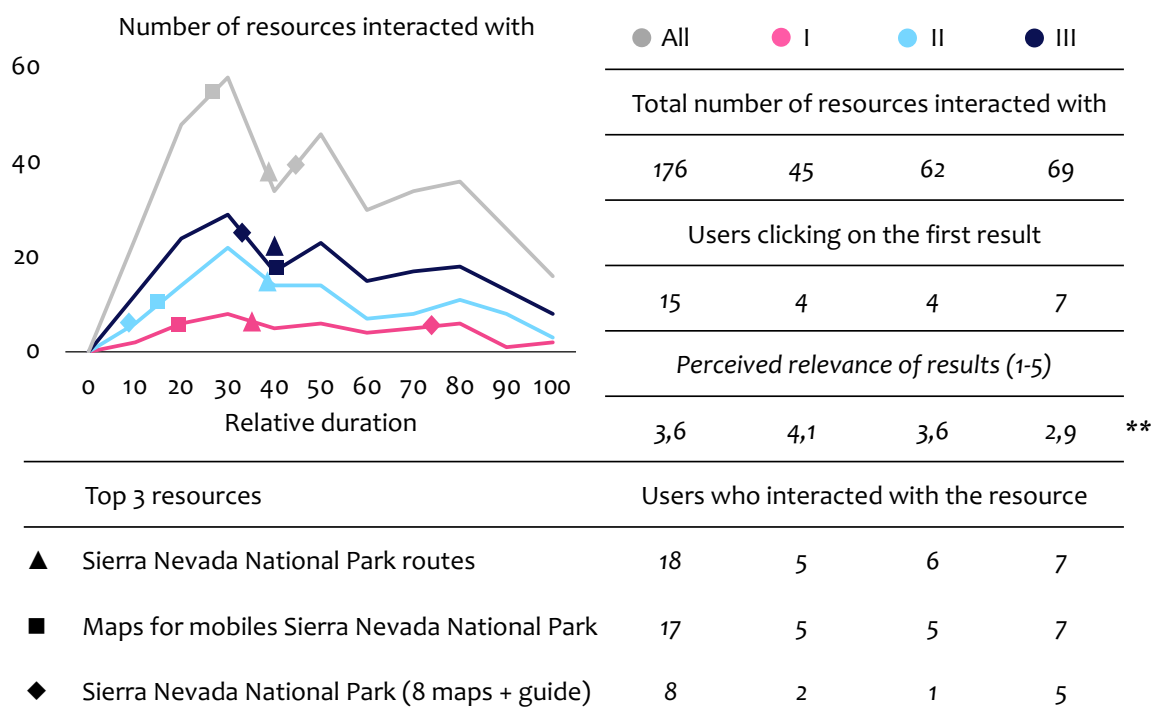 Number of resources interacted with
60
40
20
0
0 10 20 30 40 50 60 70 80 90 100
Relative duration
All I II III
Total number of resources interacted with
176 45 62 69
Users clicking on the first result
15 4 4 7
Perceived relevance of results (1-5)
3,6 4,1 3,6 2,9 **
Top 3 resources Users who interacted with the resource
Sierra Nevada National Park routes 18 5 6 7
Maps for mobiles Sierra Nevada National Park 17 5 5 7
Sierra Nevada National Park (8 maps + guide) 8 2 1 5